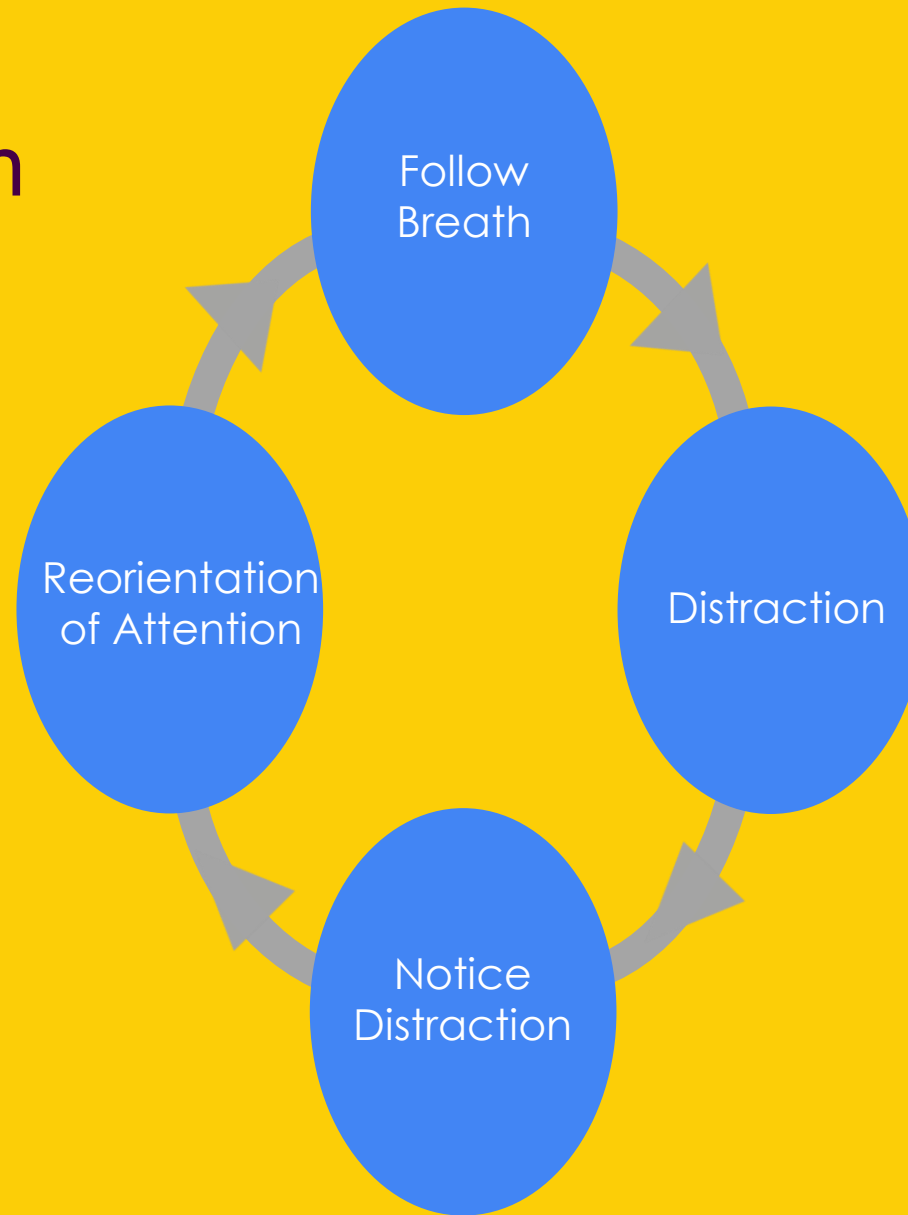 Follow
Breath
Distraction
Notice
Distraction
Reorientation
of Attention